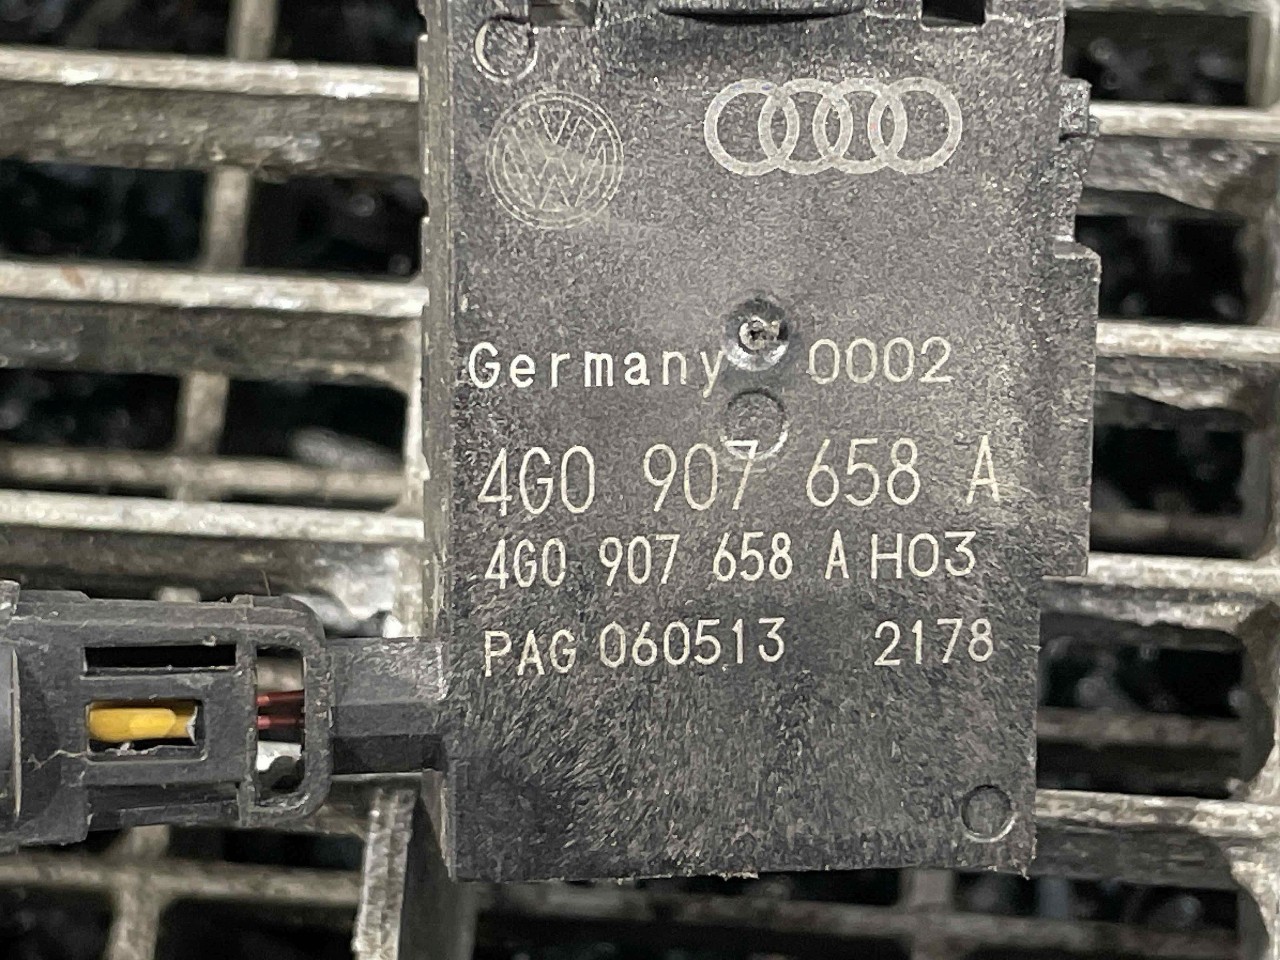 Germany 0002
4G0 907 658 A
4G0 907 658 A H03
PAG 060513 2178